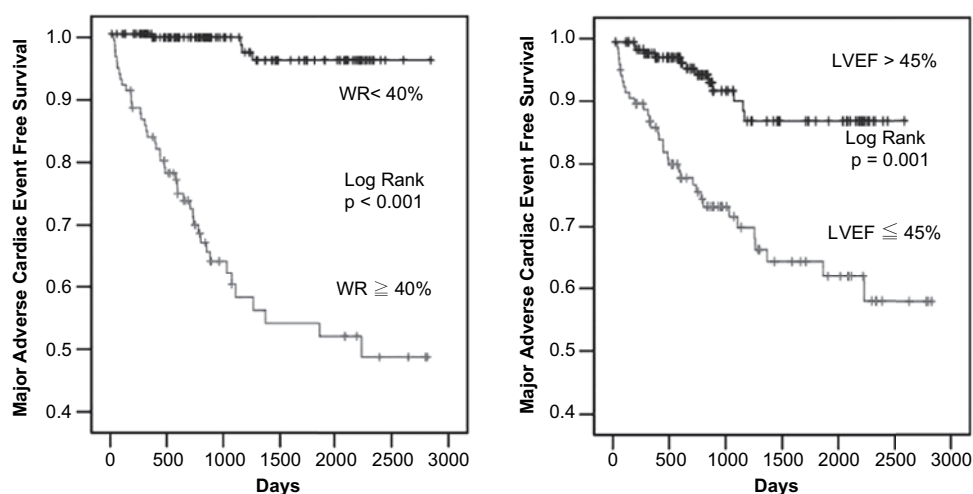 Major Adverse Cardiac Event Free Survival
1.0
0.9
0.8
0.7
0.6
0.5
0.4
WR< 40%
Log Rank
p < 0.001
WR ≧ 40%
0 500 1000 1500 2000 2500 3000
Days
Major Adverse Cardiac Event Free Survival
1.0
0.9
0.8
0.7
0.6
0.5
0.4
LVEF > 45%
Log Rank
p = 0.001
LVEF ≦ 45%
0 500 1000 1500 2000 2500 3000
Days